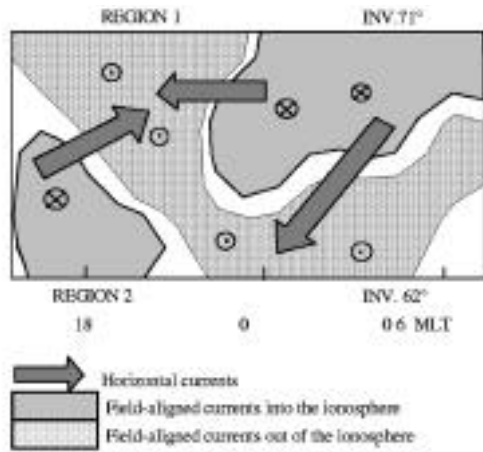 REGION 1 INV.71°
REGION 2 INV. 62°
18 0 0 6 MLT
Horizontal currents
Field-aligned currents into the ionosphere
Field-aligned currents out of the ionosphere